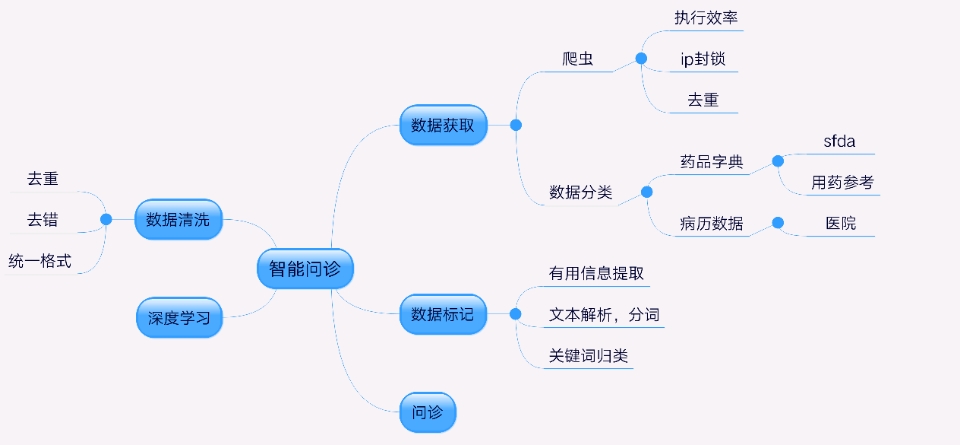 智能问诊
数据获取
爬虫
执行效率
ip封锁
去重
数据分类
药品字典
sfda
用药参考
病历数据
医院
数据标记
有用信息提取
文本解析，分词
关键词归类
问诊
数据清洗
去重
去错
统一格式
深度学习